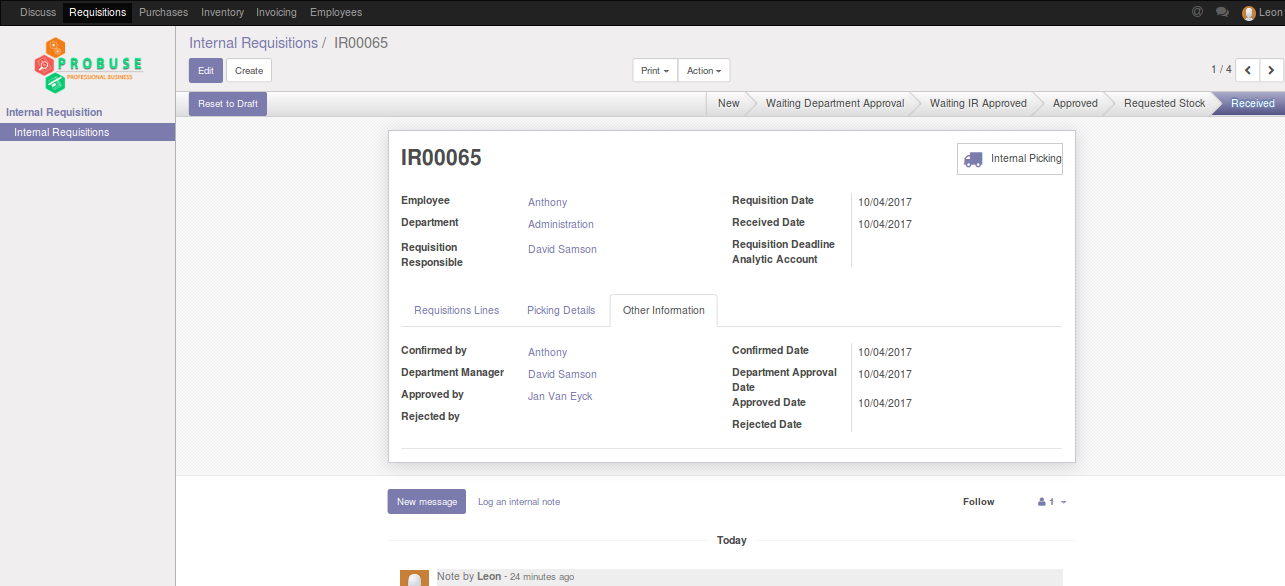 Discuss Requisitions Purchases Inventory Invoicing Employees @ Leon
PROBUSE
PROFESSIONAL BUSINESS
Internal Requisition
Internal Requisitions
Internal Requisitions / IR00065
Edit Create Print Action 1 / 4
Reset to Draft New Waiting Department Approval Waiting IR Approved Approved Requested Stock Received
IR00065
Internal Picking
Employee Anthony
Department Administration
Requisition
Responsible David Samson
Requisition Date 10/04/2017
Received Date 10/04/2017
Requisition Deadline
Analytic Account
Requisitions Lines Picking Details Other Information
Confirmed by Anthony
Department Manager David Samson
Approved by Jan Van Eyck
Rejected by
Confirmed Date 10/04/2017
Department Approval
Date 10/04/2017
Approved Date 10/04/2017
Rejected Date
New message Log an internal note Follow 1
Today
Note by Leon - 24 minutes ago